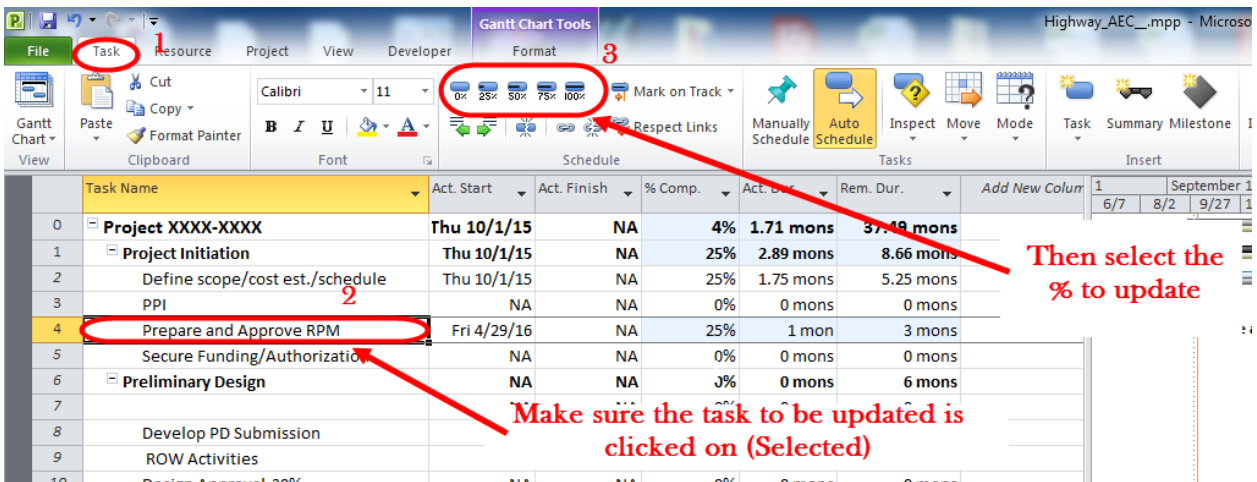 Gantt Chart Tools
Highway_AEC__.mpp - Microso
File Task 1 Resource Project View Developer Format 3
Gantt Chart
View
Paste
Cut
Copy
Format Painter
Clipboard
Calibri 11
B I U A
Font
0% 25% 50% 75% 100%
Mark on Track
Respect Links
Schedule
Manually Schedule
Auto Schedule
Inspect Move Mode
Tasks
Task Summary Milestone I
Insert
Task Name Act. Start Act. Finish % Comp. Act. Dur. Rem. Dur. Add New Colum 1 September 1
6/7 8/2 9/27 1
0 Project XXXX-XXXX Thu 10/1/15 NA 4% 1.71 mons 37.49 mons
1 Project Initiation Thu 10/1/15 NA 25% 2.89 mons 8.66 mons
2 Define scope/cost est./schedule Thu 10/1/15 NA 25% 1.75 mons 5.25 mons
2
3 PPI NA NA 0% 0 mons 0 mons
4 Prepare and Approve RPM Fri 4/29/16 NA 25% 1 mon 3 mons
5 Secure Funding/Authorization NA NA 0% 0 mons 0 mons
6 Preliminary Design NA NA 0% 0 mons 6 mons
7
8 Develop PD Submission
9 ROW Activities
Then select the
% to update
Make sure the task to be updated is
clicked on (Selected)